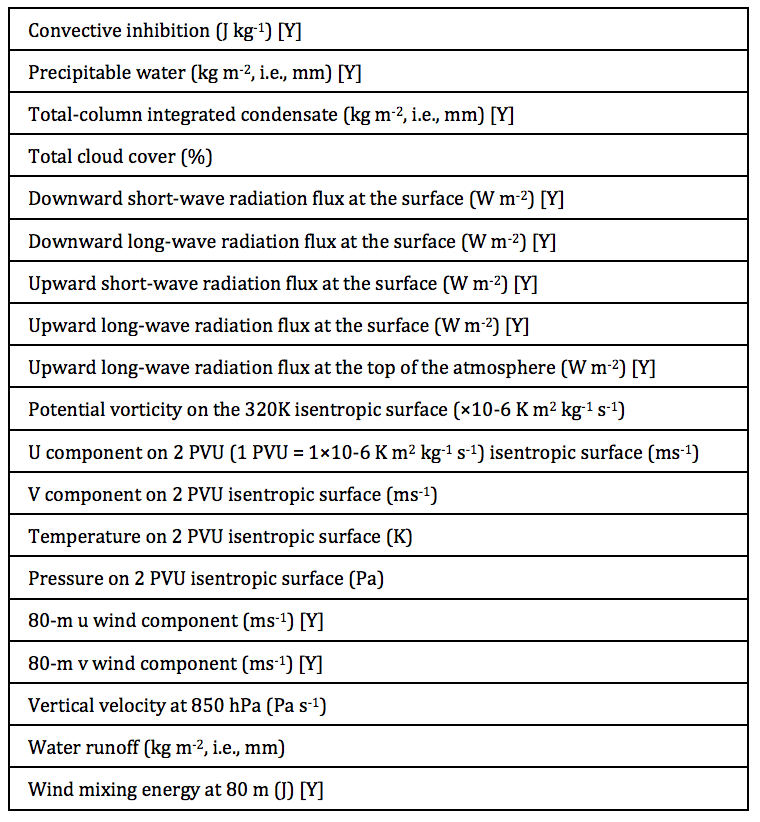 Convective inhibition (J kg⁻¹) [Y]
Precipitable water (kg m⁻², i.e., mm) [Y]
Total-column integrated condensate (kg m⁻², i.e., mm) [Y]
Total cloud cover (%)
Downward short-wave radiation flux at the surface (W m⁻²) [Y]
Downward long-wave radiation flux at the surface (W m⁻²) [Y]
Upward short-wave radiation flux at the surface (W m⁻²) [Y]
Upward long-wave radiation flux at the surface (W m⁻²) [Y]
Upward long-wave radiation flux at the top of the atmosphere (W m⁻²) [Y]
Potential vorticity on the 320K isentropic surface (×10-6 K m² kg⁻¹ s⁻¹)
U component on 2 PVU (1 PVU = 1×10-6 K m² kg⁻¹ s⁻¹) isentropic surface (ms⁻¹)
V component on 2 PVU isentropic surface (ms⁻¹)
Temperature on 2 PVU isentropic surface (K)
Pressure on 2 PVU isentropic surface (Pa)
80-m u wind component (ms⁻¹) [Y]
80-m v wind component (ms⁻¹) [Y]
Vertical velocity at 850 hPa (Pa s⁻¹)
Water runoff (kg m⁻², i.e., mm)
Wind mixing energy at 80 m (J) [Y]